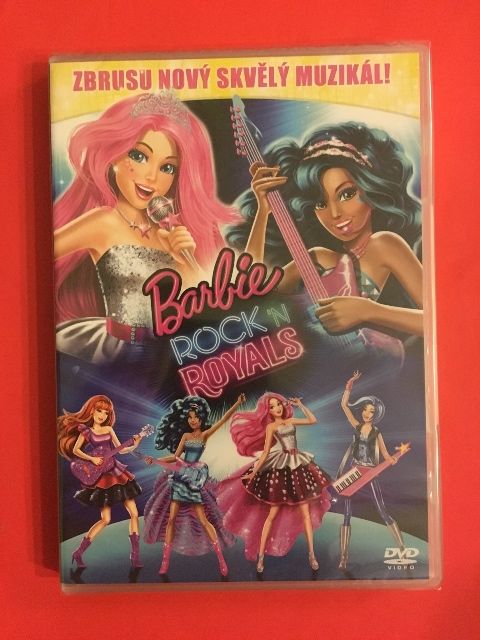 ZBRUSU NOVÝ SKVĚLÝ MUZIKÁL!
Barbie
ROCK 'N
ROYALS
DVD
VIDEO